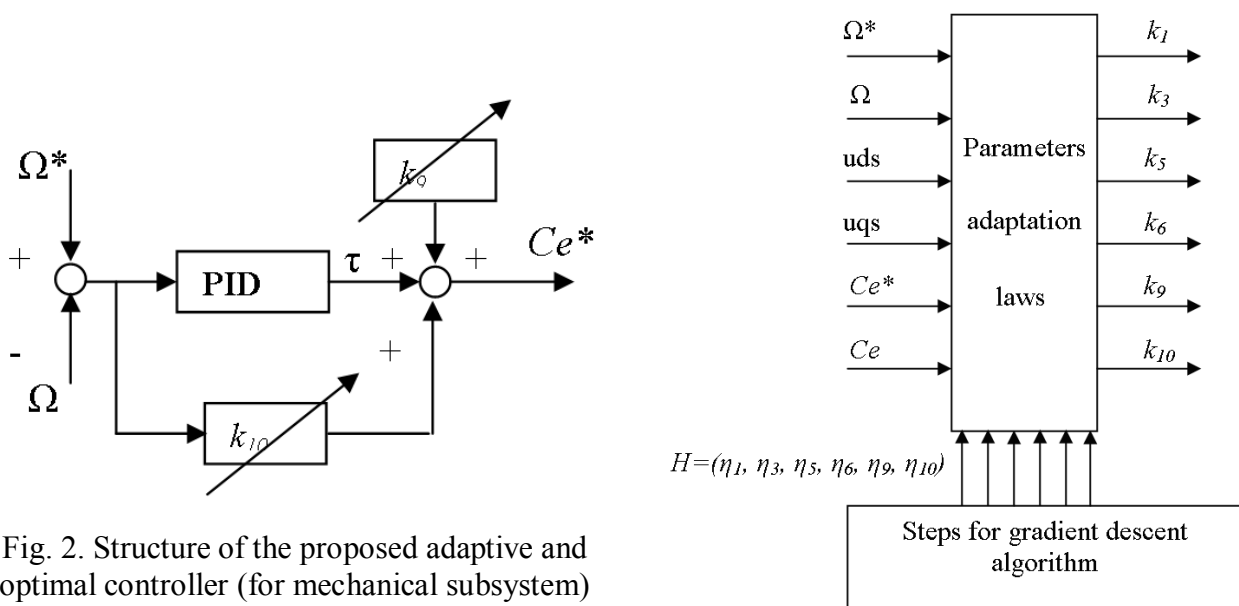 Ω*
+
-
Ω
PID
τ
+
+
+
k9
k10
Ce*
Fig. 2. Structure of the proposed adaptive and
optimal controller (for mechanical subsystem)
Ω*
Ω
uds
uqs
Ce*
Ce
Parameters
adaptation
laws
k1
k3
k5
k6
k9
k10
H=(η1, η3, η5, η6, η9, η10)
Steps for gradient descent
algorithm